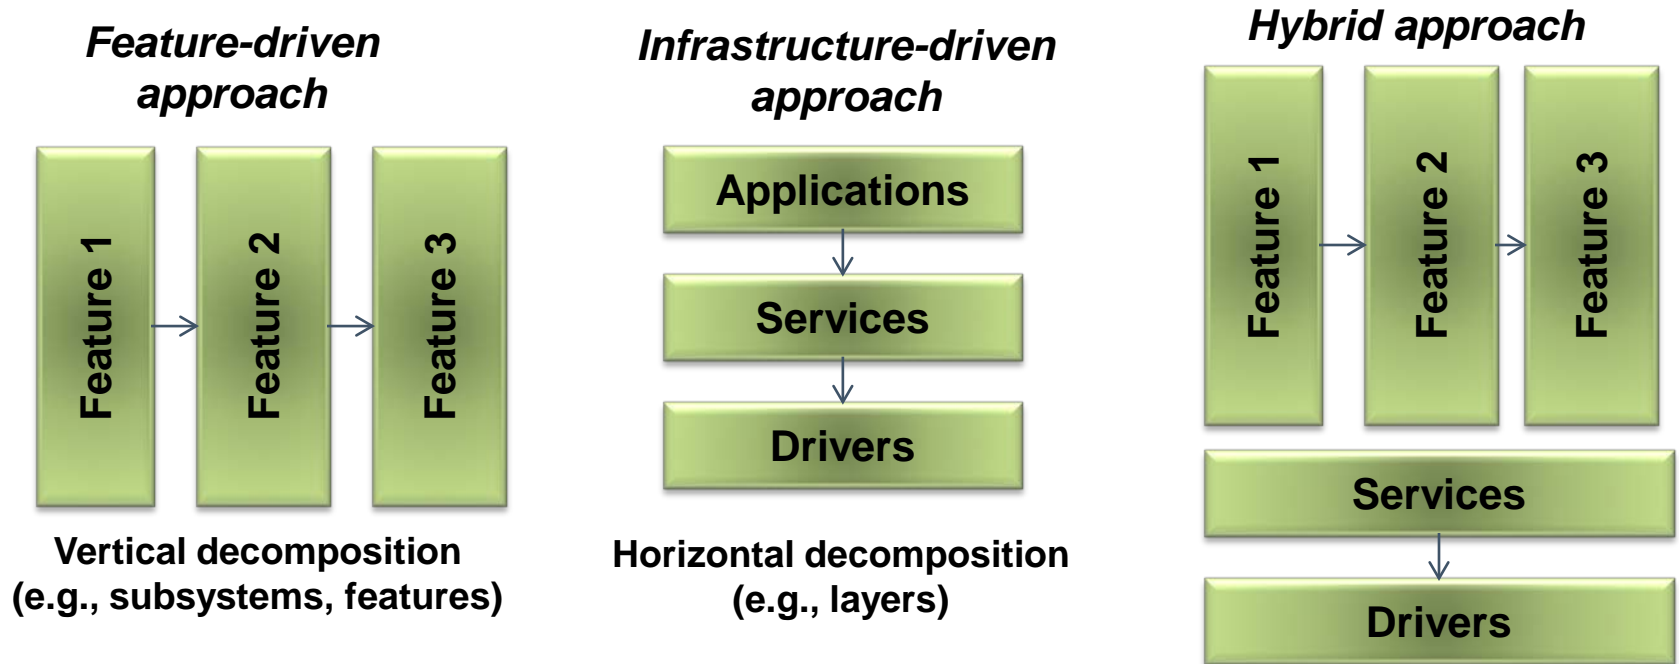 Feature-driven
approach
Feature 1
Feature 2
Feature 3
Vertical decomposition
(e.g., subsystems, features)
Infrastructure-driven
approach
Applications
Services
Drivers
Horizontal decomposition
(e.g., layers)
Hybrid approach
Feature 1
Feature 2
Feature 3
Services
Drivers